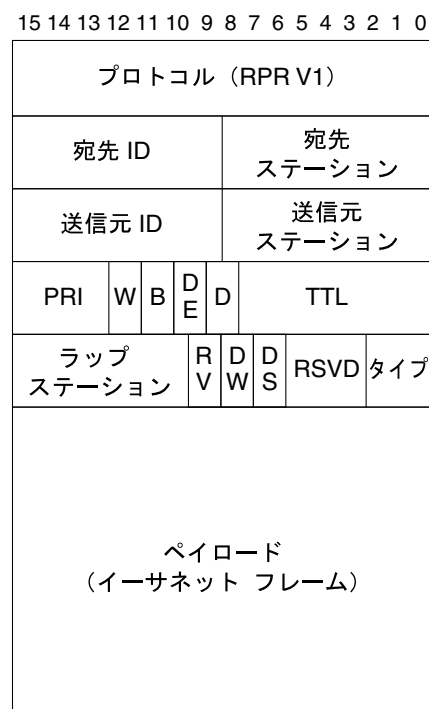 15 14 13 12 11 10 9 8 7 6 5 4 3 2 1 0
プロトコル（RPR V1）
宛先 ID
宛先
ステーション
送信元 ID
送信元
ステーション
PRI
W
B
D
E
D
TTL
ラップ
ステーション
R
V
D
W
D
S
RSVD
タイプ
ペイロード
（イーサネット フレーム）